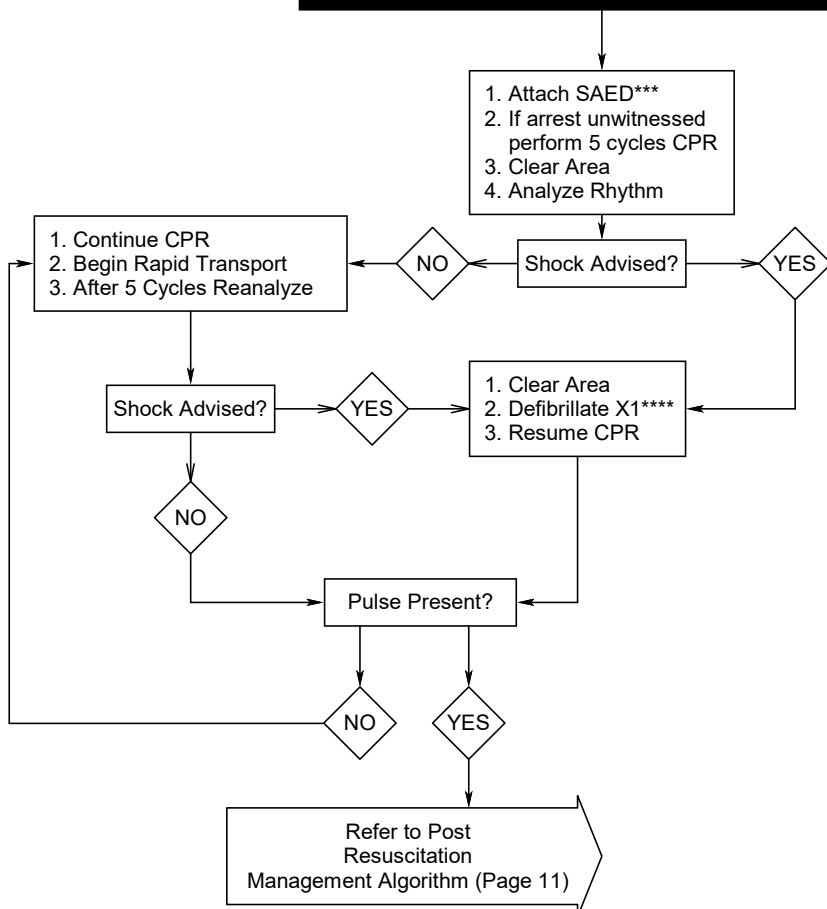 1. Attach SAED***
2. If arrest unwitnessed
perform 5 cycles CPR
3. Clear Area
4. Analyze Rhythm
1. Continue CPR
2. Begin Rapid Transport
3. After 5 Cycles Reanalyze
NO
Shock Advised?
YES
Shock Advised?
YES
1. Clear Area
2. Defibrillate X1****
3. Resume CPR
NO
Pulse Present?
NO
YES
Refer to Post
Resuscitation
Management Algorithm (Page 11)